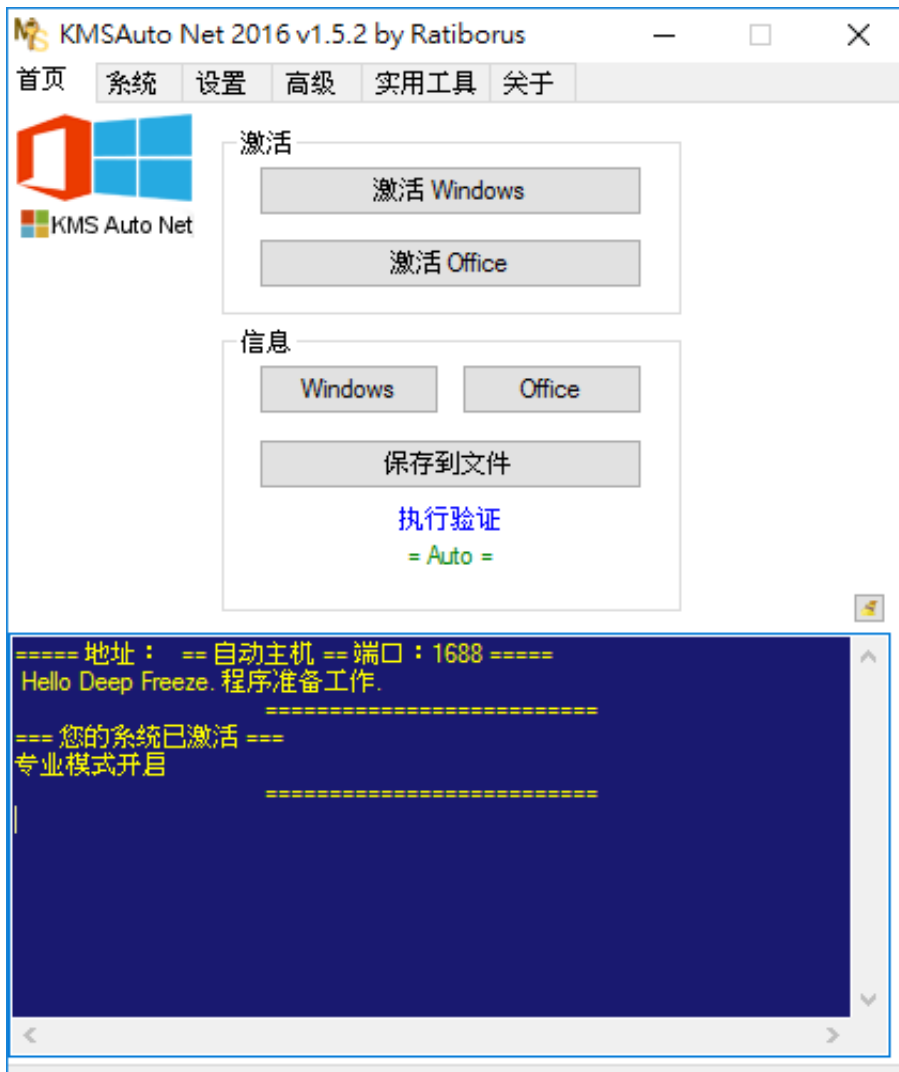 KMSAuto Net 2016 v1.5.2 by Ratiborus
首页 系统 设置 高级 实用工具 关于
KMS Auto Net
激活
激活 Windows
激活 Office
信息
Windows Office
保存到文件
执行验证
= Auto =
===== 地址： == 自动主机 == 端口：1688 =====
Hello Deep Freeze. 程序准备工作.
==========================
=== 您的系统已激活 ===
专业模式开启
==========================